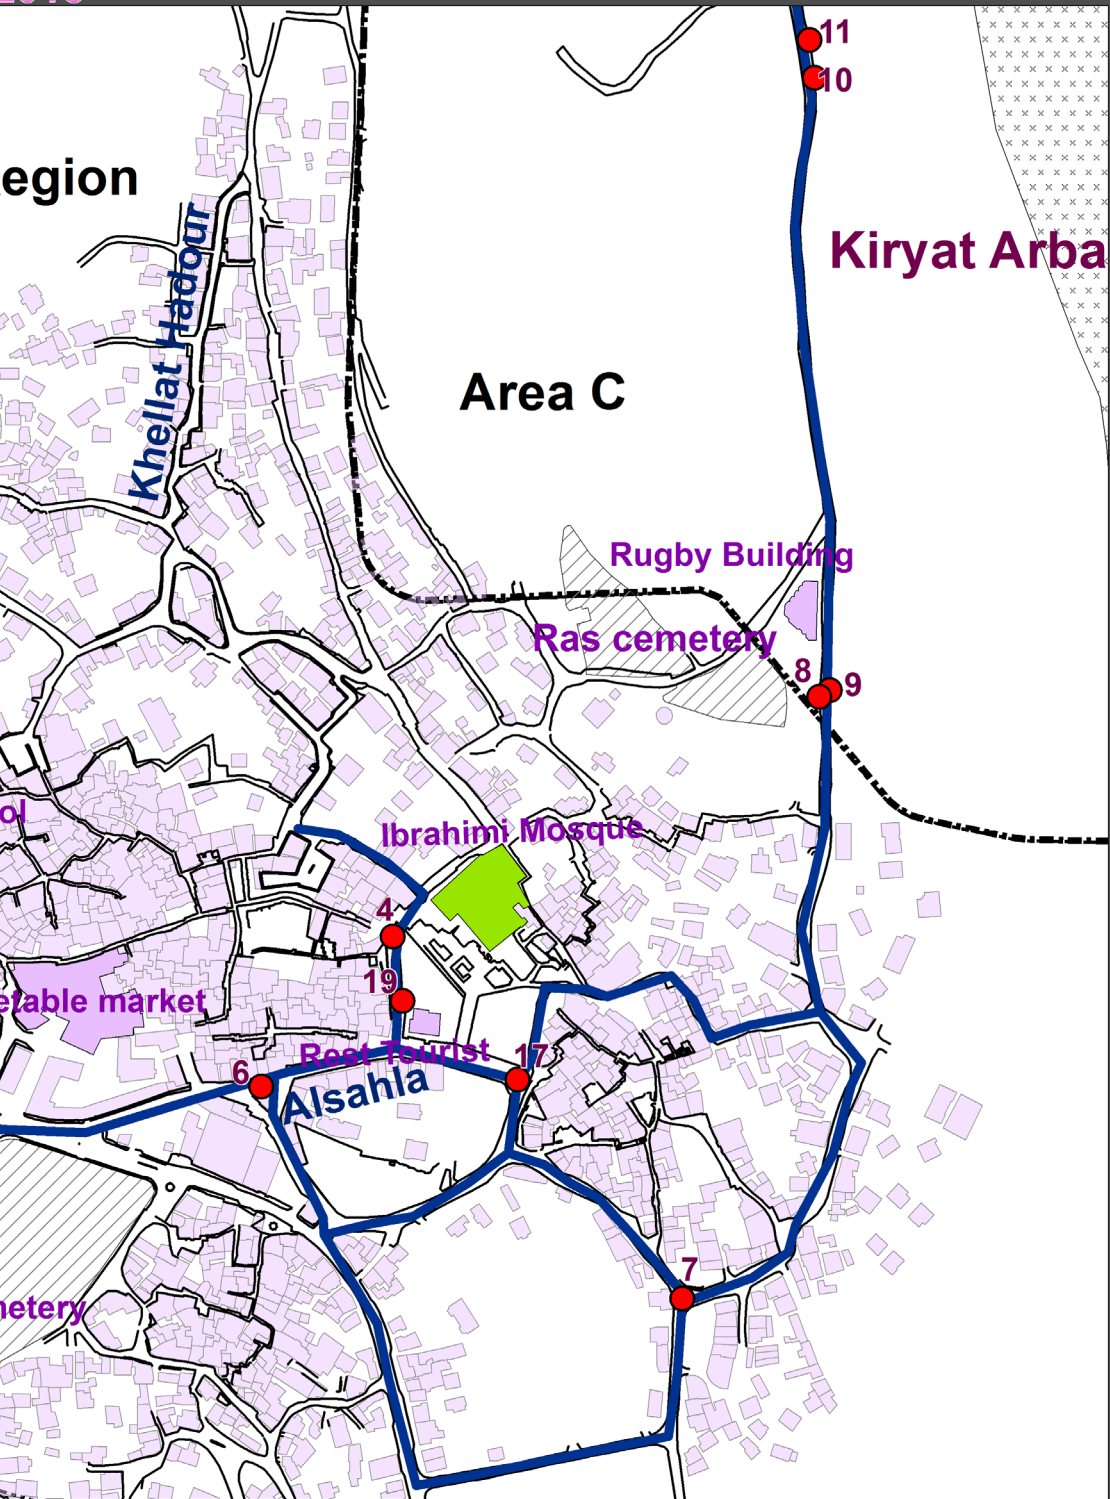 11
10
egion
Khellat Hadour
Kiryat Arba
Area C
Rugby Building
Ras cemetery
8
9
ol
Ibrahimi Mosque
4
19
etable market
Rest Tourist
17
6
Alsahla
7
netery